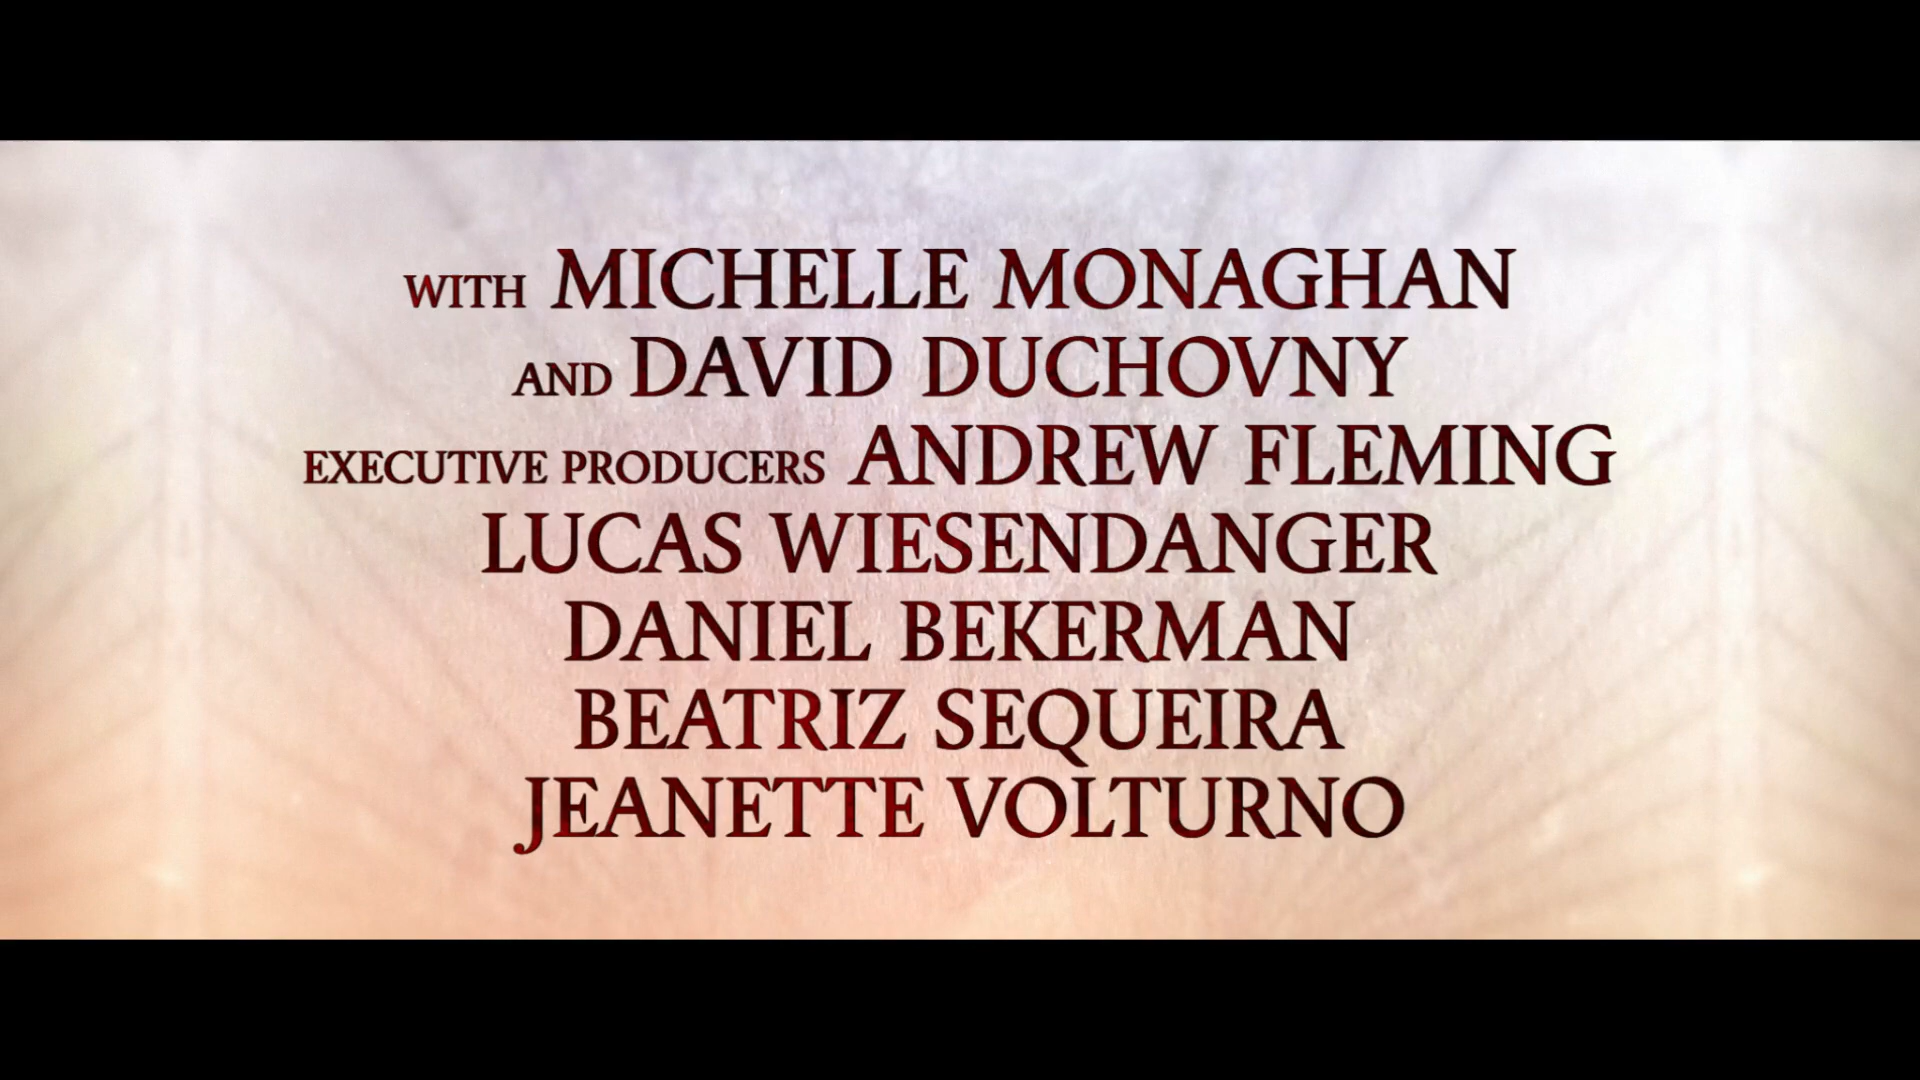 WITH MICHELLE MONAGHAN
AND DAVID DUCHOVNY
EXECUTIVE PRODUCERS ANDREW FLEMING
LUCAS WIESENDANGER
DANIEL BEKERMAN
BEATRIZ SEQUEIRA
JEANETTE VOLTURNO